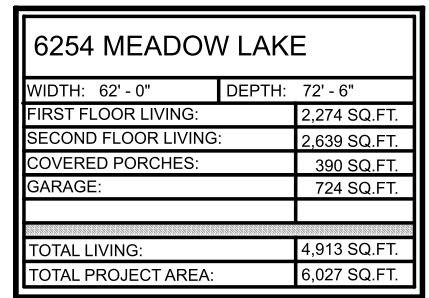 6254 MEADOW LAKE
WIDTH: 62' - 0" DEPTH: 72' - 6"
FIRST FLOOR LIVING: 2,274 SQ.FT.
SECOND FLOOR LIVING: 2,639 SQ.FT.
COVERED PORCHES: 390 SQ.FT.
GARAGE: 724 SQ.FT.
TOTAL LIVING: 4,913 SQ.FT.
TOTAL PROJECT AREA: 6,027 SQ.FT.